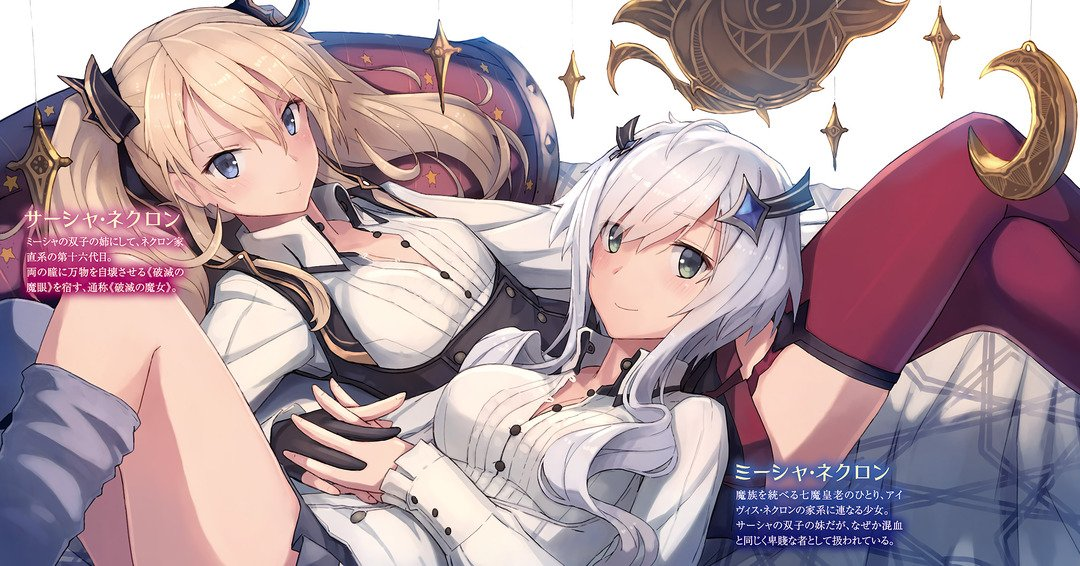 サーシャ・ネクロン
ミーシャの双子の姉にして、ネクロン家
直系の第十六代目。
両の瞳に万物を自壊させる《破滅の
魔眼》を宿す、通称《破滅の魔女》。
ミーシャ・ネクロン
魔族を統べる七魔皇老のひとり、アイ
ヴィス・ネクロンの家系に連なる少女。
サーシャの双子の妹だが、なぜか混血
と同じく卑賤な者として扱われている。